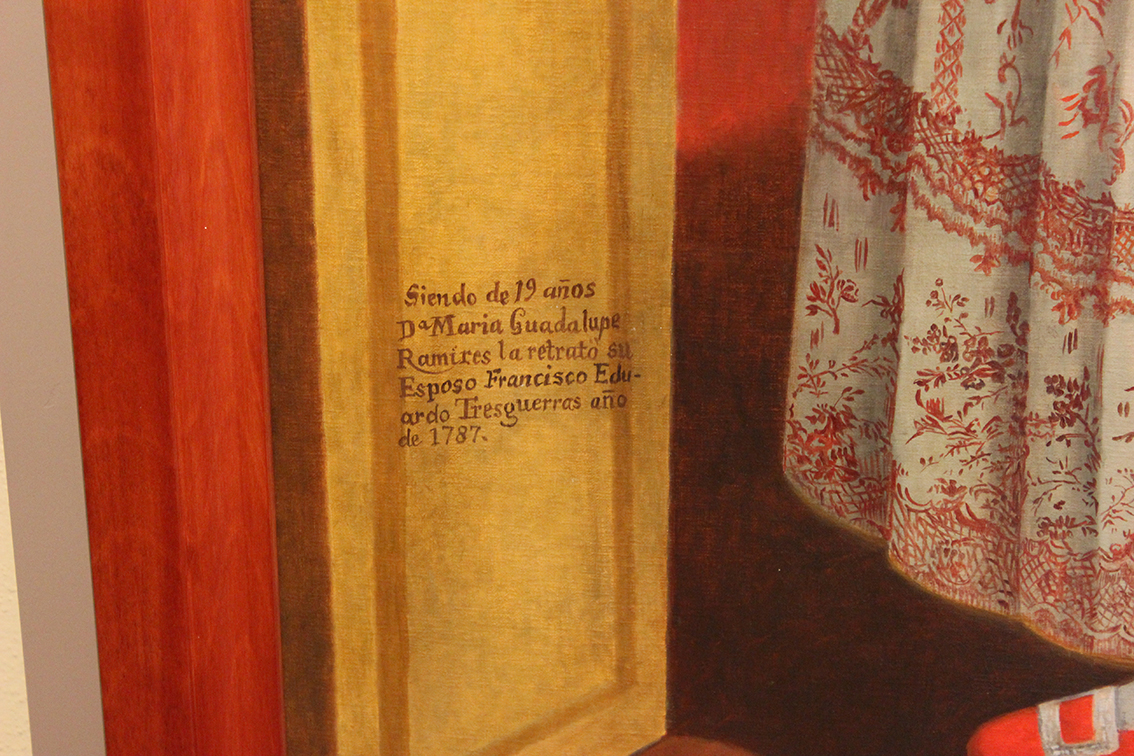 Siendo de 19 años
Dª Maria Guadalupe
Ramires la retrató su
Esposo Francisco Edu-
ardo Tresguerras año
de 1787.